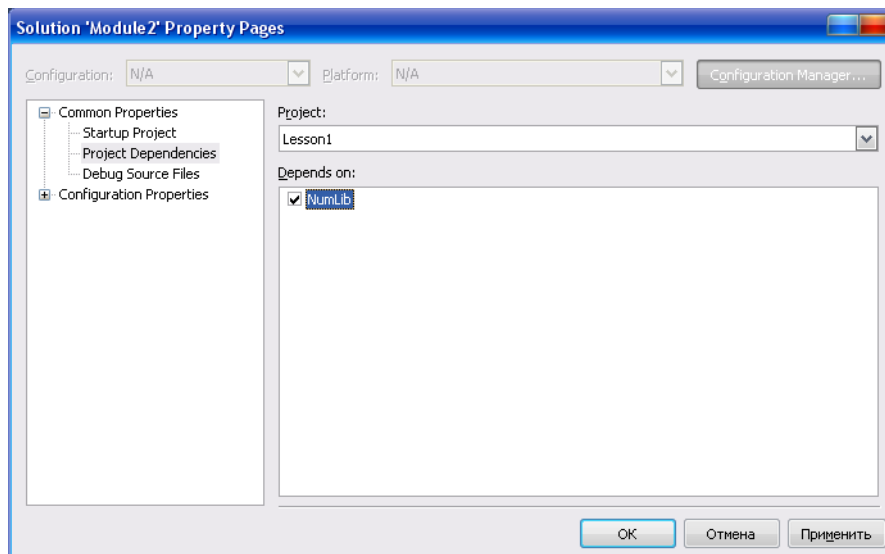 Solution 'Module2' Property Pages
Configuration: N/A Platform: N/A Configuration Manager...
Common Properties
Startup Project
Project Dependencies
Debug Source Files
Configuration Properties
Project:
Lesson1
Depends on:
NumLib
ОК Отмена Применить